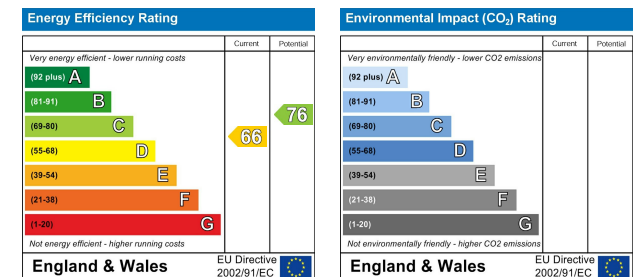 Energy Efficiency Rating
Current Potential
Very energy efficient - lower running costs
(92 plus) A
(81-91) B
(69-80) C
(55-68) D
(39-54) E
(21-38) F
(1-20) G
66
76
Not energy efficient - higher running costs
England & Wales
EU Directive
2002/91/EC
Environmental Impact (CO₂) Rating
Current Potential
Very environmentally friendly - lower CO2 emissions
(92 plus) A
(81-91) B
(69-80) C
(55-68) D
(39-54) E
(21-38) F
(1-20) G
Not environmentally friendly - higher CO2 emissions
England & Wales
EU Directive
2002/91/EC